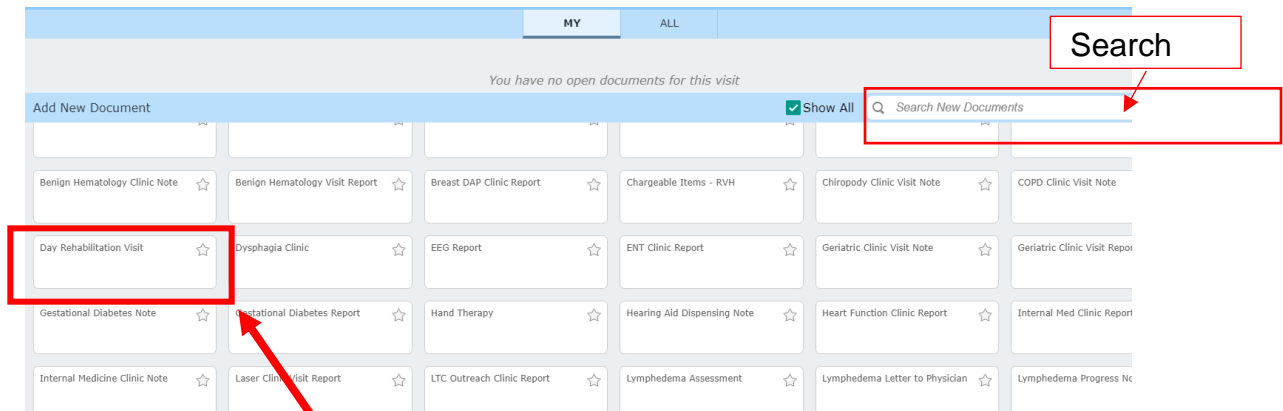 MY
ALL
Search
You have no open documents for this visit
Add New Document
Show All
Search New Documents
Benign Hematology Clinic Note
Benign Hematology Visit Report
Breast DAP Clinic Report
Chargeable Items - RVH
Chiropody Clinic Visit Note
COPD Clinic Visit Note
Day Rehabilitation Visit
Dysphagia Clinic
EEG Report
ENT Clinic Report
Geriatric Clinic Visit Note
Geriatric Clinic Visit Repor
Gestational Diabetes Note
Gestational Diabetes Report
Hand Therapy
Hearing Aid Dispensing Note
Heart Function Clinic Report
Internal Med Clinic Report
Internal Medicine Clinic Note
Laser Clinic Visit Report
LTC Outreach Clinic Report
Lymphedema Assessment
Lymphedema Letter to Physician
Lymphedema Progress No